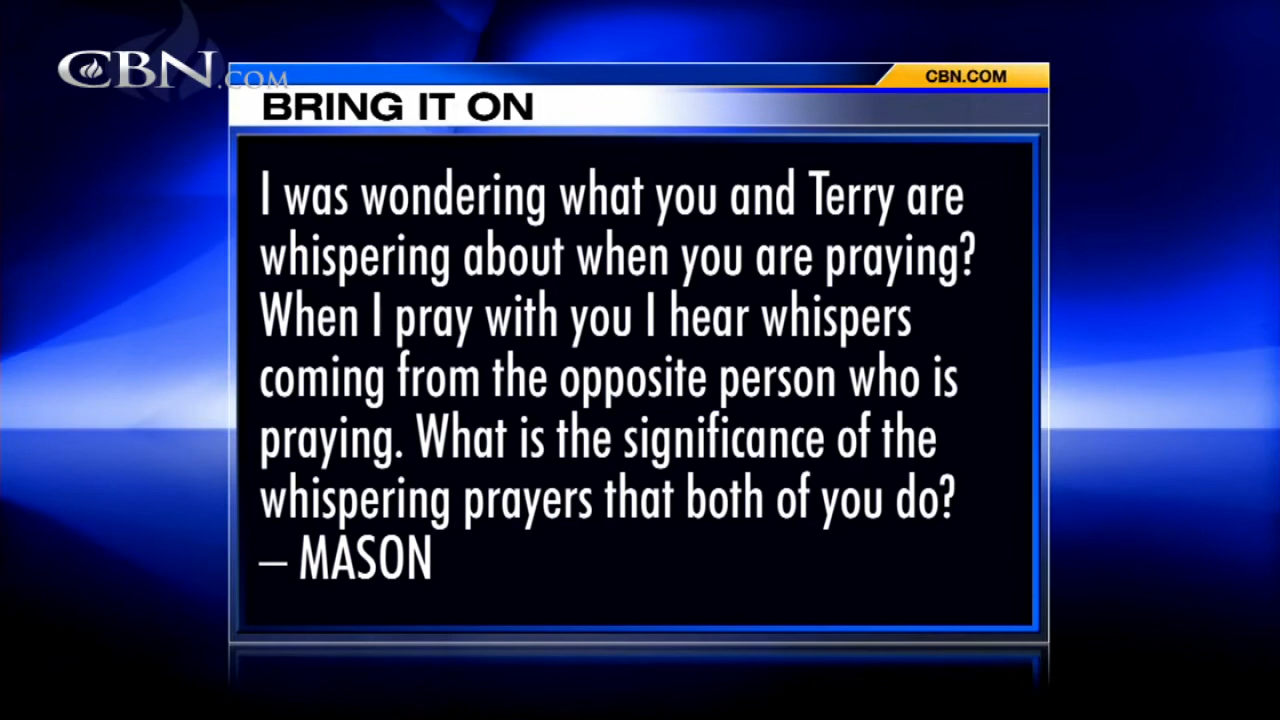 CBN.COM
CBN.COM
BRING IT ON
I was wondering what you and Terry are
whispering about when you are praying?
When I pray with you I hear whispers
coming from the opposite person who is
praying. What is the significance of the
whispering prayers that both of you do?
– MASON